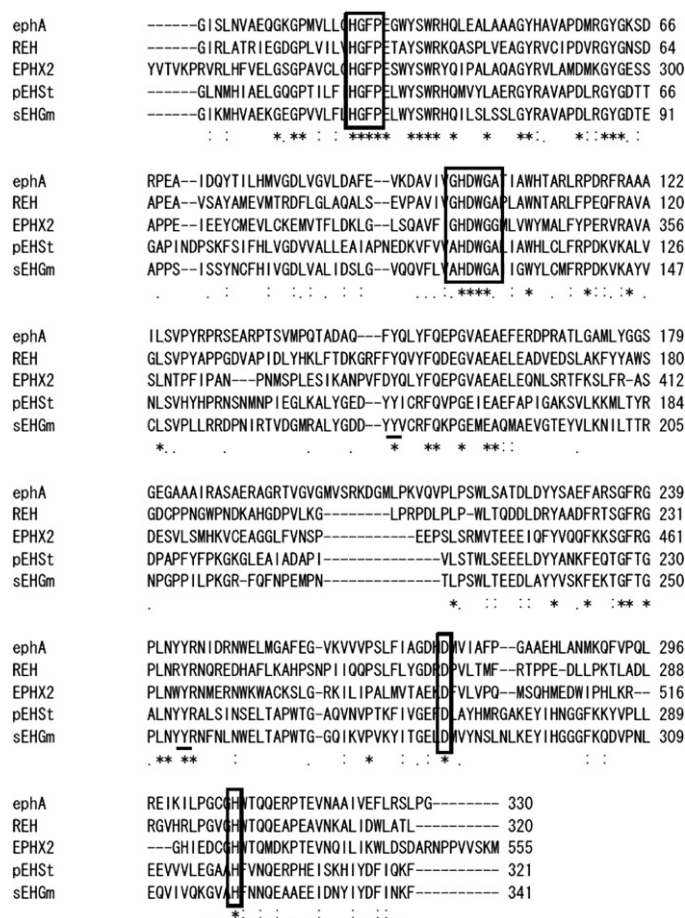 ephA ------GISLNVAEQGKGPMVLLCHGFPEGWYSWRHQLEALAAAGYHAVAPDMRGYGKSD 66
REH ------GIRLATRIEGDGPLVILVHGFPETAYSWRKQASPLVEAGYRVCIPDVRGYGNSD 64
EPHX2 YVTVKPRVRLHFVELGSGPAVCLCHGFPESWYSWRYQIPALAQAGYRVLAMDMKGYGESS 300
pEHSt ------GLNMHIAELGQGPTILFIHGFPELWYSWRHQMVYLAERGYRAVAPDLRGYGDTT 66
sEHGm ------GIKMHVAEKGEGPVVLFLHGFPELWYSWRHQILSLSSLGYRAVAPDLRGYGDTE 91
: : *. ** : . : ***** **** * : ** : . * : *** :
ephA RPEA--IDQYTILHMVGDLVGVLDAFE--VKDAVIVGHDWGATIAWHTARLRPDRFRAAA 122
REH APEA--VSAYAMEVMTRDFLGLAQALS--EVPAVIVGHDWGAPLAWNTARLFPEQFRAVA 120
EPHX2 APPE--IEEYCMEVLCKEMVTFLDKLG--LSQAVFIGHDWGGMLVWYMALFYPERVRAVA 356
pEHSt GAPINDPSKFSIFHLVGDVVALLEAIAPNEDKVFVVAHDWGALIAWHLCLFRPDKVKALV 126
sEHGm APPS--ISSYNCFHIVGDLVALIDSLG--VQQVFLVAHDWGAIIGWYLCMFRPDKVKAYV 147
. : : : . : . : . . . : . **** : * . : * : : * .
ephA ILSVPYRPRSEARPTSVMPQTADAQ---FYQLYFQEPGVAEAEFERDPRATLGAMLYGGS 179
REH GLSVPYAPPGDVAPIDLYHKLFTDKGRFFYQVYFQDEGVAEAELEADVEDSLAKFYYAWS 180
EPHX2 SLNTPFIPAN---PNMSPLESIKANPVFDYQLYFQEPGVAEAELEQNLSRTFKSLFR-AS 412
pEHSt NLSVHYHPRNSNMNPIEGLKALYGED--YYICRFQVPGEIEAEFAPIGAKSVLKKMLTYR 184
sEHGm CLSVPLLRRDPNIRTVDGMRALYGDD--YYVCRFQKPGEMEAQMAEVGTEYVLKNILTTR 205
* . . . . . * ** * ** : :
ephA GEGAAAIRASAERAGRTVGVGMVSRKDGMLPKVQVPLPSWLSATDLDYYSAEFARSGFRG 239
REH GDCPPNGWPNDKAHGDPVLKG--------LPRPDLPLP-WLTQDDLDRYAADFRTSGFRG 231
EPHX2 DESVLSMHKVCEAGGLFVNSP--------EEPSLSRMVTEEEIQFYVQQFKKSGFRG 461
pEHSt DPAPFYFPKGKGLEAIADAPI--------------VLSTWLSEEELDYYANKFEQTGFTG 230
sEHGm NPGPPILPKGR-FQFNPEMPN--------------TLPSWLTEEDLAYYVSKFEKTGFTG 250
. * . : : : : * . * . ** *
ephA PLNYYRNIDRNWELMGAFEG-VKVVVPSLFIAGDHDMVIAFP--GAAEHLANMKQFVPQL 296
REH PLNRYRNQREDHAFLKAHPSNPIIQQPSLFLYGDRDPVLTMF--RTPPE-DLLPKTLADL 288
EPHX2 PLNWYRNMERNWKWACKSLG-RKILIPALMVTAEKDFVLVPQ--MSQHMEDWIPHLKR-- 516
pEHSt ALNYYRALSINSELTAPWTG-AQVNVPTKFIVGEFDLAYHMRGAKEYIHNGGFKKYVPLL 289
sEHGm PLNYYRNFNLNWELTAPWTG-GQIKVPVKYITGELDMVYNSLNLKEYIHGGGFKQDVPNL 309
. ** ** : . : * : . : * . : :
ephA REIKILPGCGHWTQQERPTEVNAAIVEFLRSLPG--------- 330
REH RGVHRLPGVGHWTQQEAPEAVNKALIDWLATL----------- 320
EPHX2 ---GHIEDCGHWTQMDKPTEVNQILIKWLDSDARNPPVVSKM 555
pEHSt EEVVVLEGAAHFVNQERPHEISKHIYDFIQKF--------- 321
sEHGm EQVIVQKGVAHFNNQEAAEEIDNYIYDFINKF--------- 341
* : : : : : :